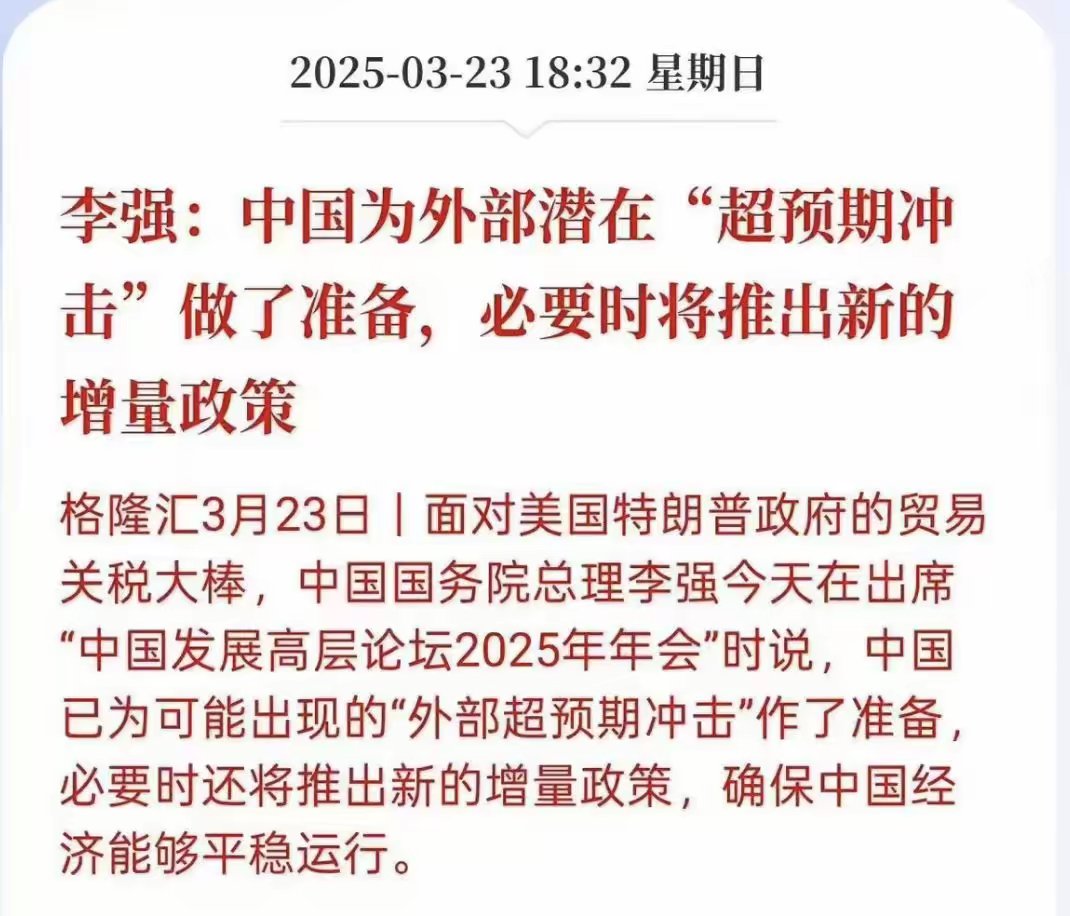 2025-03-23 18:32 星期日
李强：中国为外部潜在“超预期冲
击”做了准备，必要时将推出新的
增量政策
格隆汇3月23日｜面对美国特朗普政府的贸易
关税大棒，中国国务院总理李强今天在出席
“中国发展高层论坛2025年年会”时说，中国
已为可能出现的“外部超预期冲击”作了准备，
必要时还将推出新的增量政策，确保中国经
济能够平稳运行。